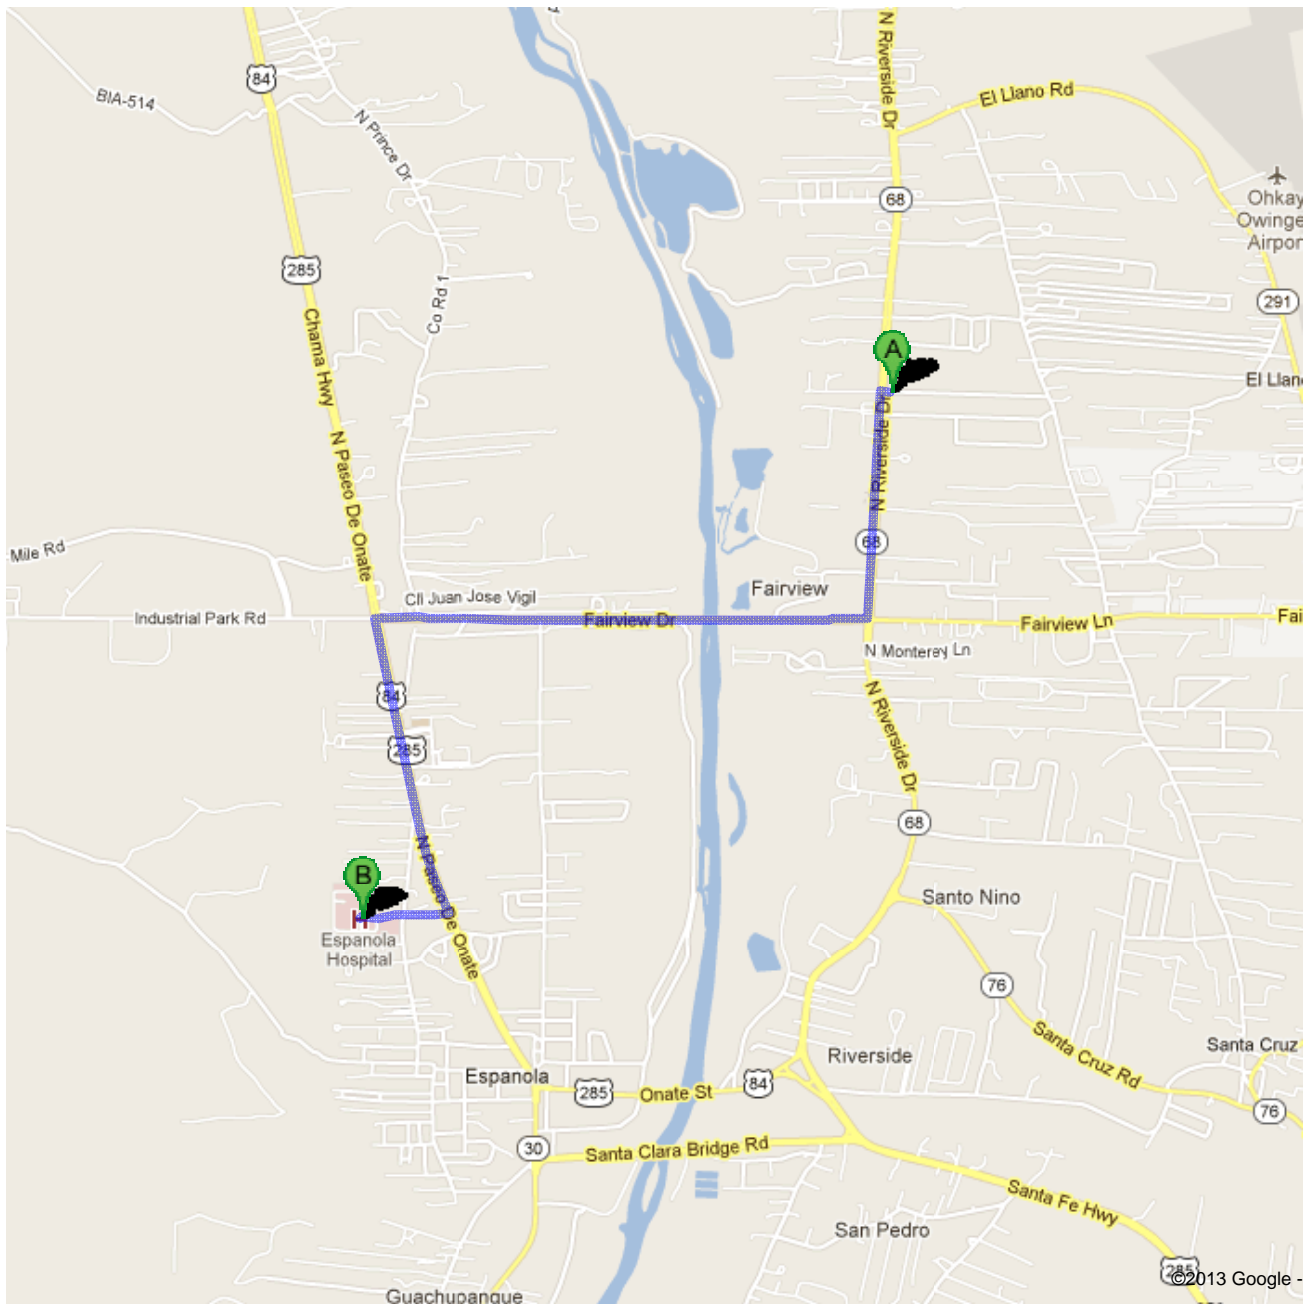 N Riverside Dr
84
BIA-514
El Llano Rd
N Prince Dr
68
Ohkay
Owinge
Airpor
285
Co Rd 1
291
Chama Hwy
A
El Llan
N Riverside Dr
N Paseo De Onate
68
Mile Rd
Fairview
Cll Juan Jose Vigil
Industrial Park Rd
Fairview Dr
Fairview Ln
Fai
N Monterey Ln
84
N Riverside Dr
285
68
B
N Paseo De Onate
Santo Nino
H
Espanola
Hospital
76
Santa Cruz Rd
Santa Cruz
Riverside
Espanola
285
Onate St
84
76
30
Santa Clara Bridge Rd
Santa Fe Hwy
San Pedro
285
©2013 Google -
Guachupangue